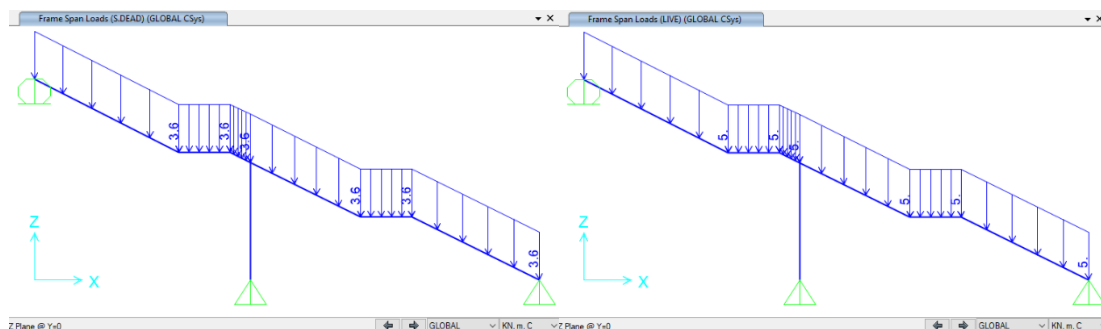 Frame Span Loads (S.DEAD) (GLOBAL CSys)
3.6
3.6
3.6
3.6
3.6
3.6
Z
X
Z Plane @ Y=0
GLOBAL
KN, m, C
Frame Span Loads (LIVE) (GLOBAL CSys)
5.
5.
5.
5.
5.
5.
Z
X
Z Plane @ Y=0
GLOBAL
KN, m, C